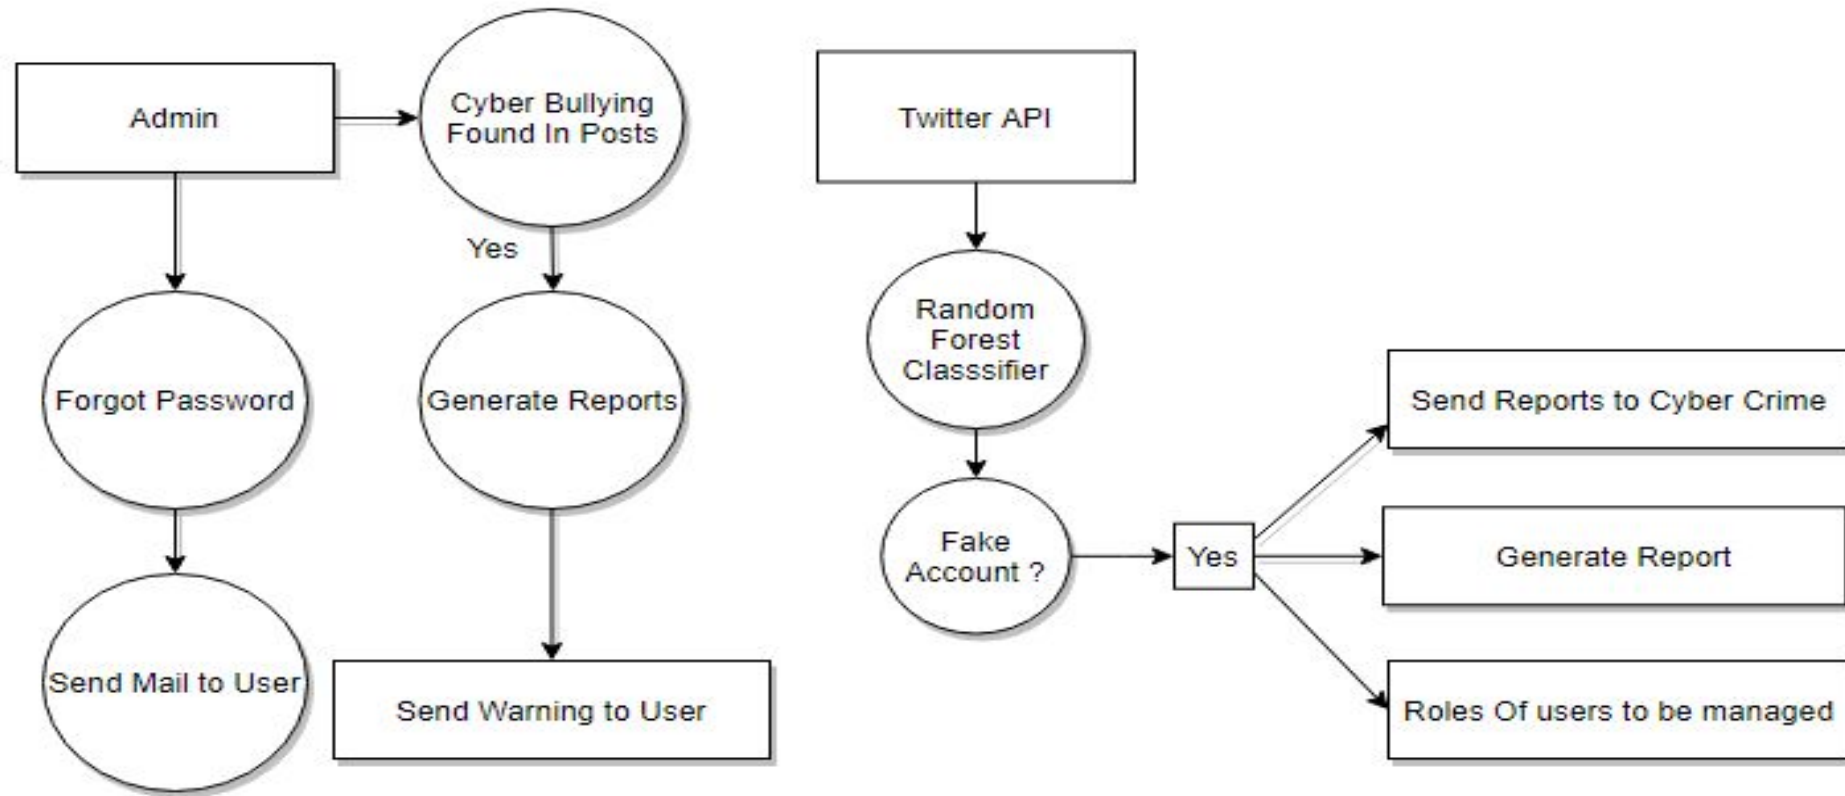 Admin
Cyber Bullying
Found In Posts
Twitter API
Yes
Random
Forest
Classsifier
Forgot Password
Generate Reports
Send Reports to Cyber Crime
Fake
Account ?
Yes
Generate Report
Send Mail to User
Send Warning to User
Roles Of users to be managed